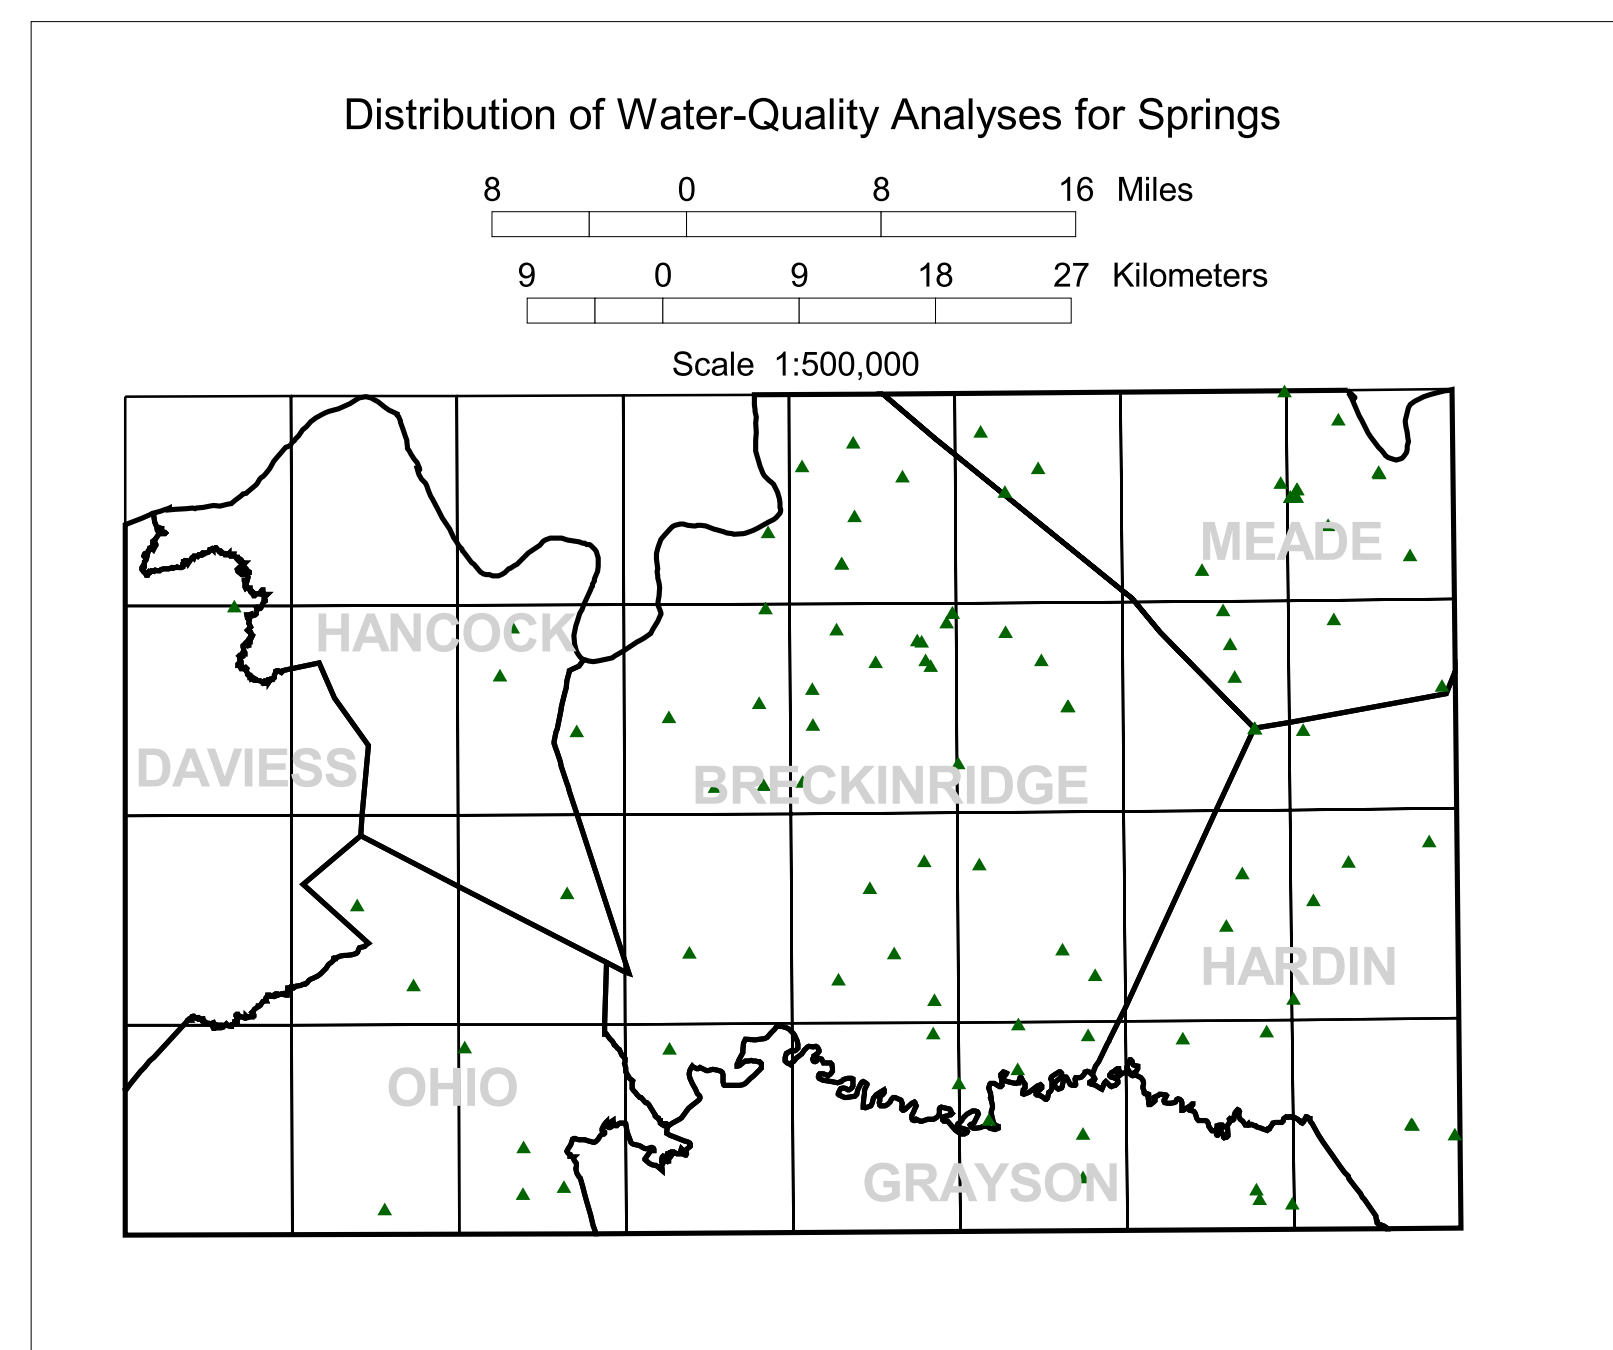 Distribution of Water-Quality Analyses for Springs
8 0 8 16 Miles
9 0 9 18 27 Kilometers
Scale 1:500,000
MEADE
HANCOCK
DAVIESS
BRECKINRIDGE
HARDIN
OHIO
GRAYSON